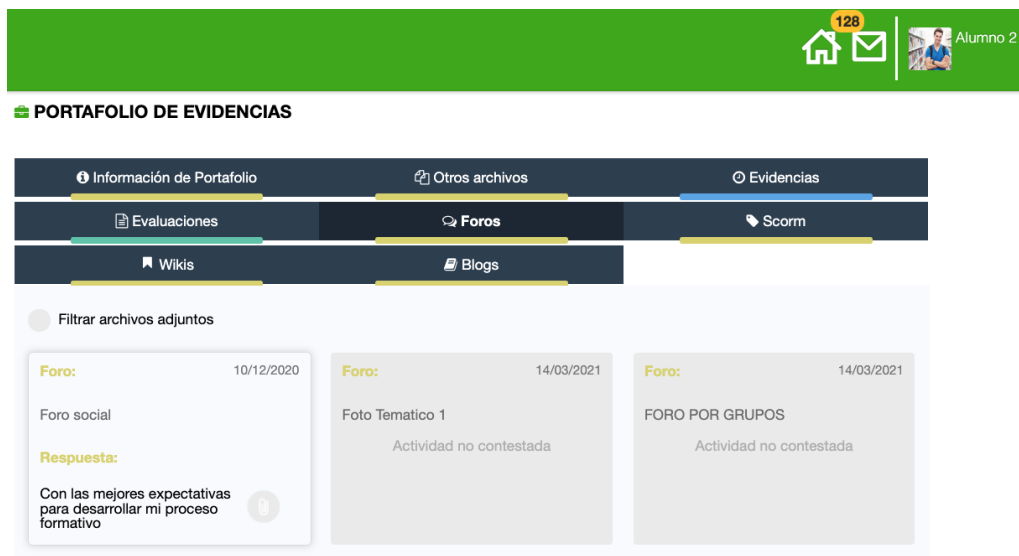 128
Alumno 2
PORTAFOLIO DE EVIDENCIAS
Información de Portafolio
Otros archivos
Evidencias
Evaluaciones
Foros
Scorm
Wikis
Blogs
Filtrar archivos adjuntos
Foro: 10/12/2020
Foro social
Respuesta:
Con las mejores expectativas
para desarrollar mi proceso
formativo
Foro: 14/03/2021
Foto Tematico 1
Actividad no contestada
Foro: 14/03/2021
FORO POR GRUPOS
Actividad no contestada